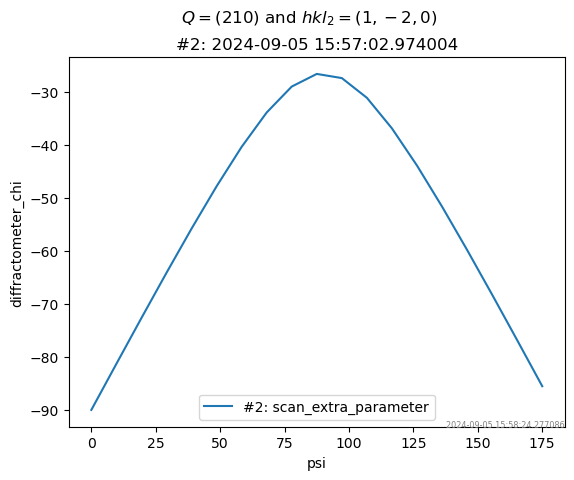 Q = (210) and hkl₂ = (1, −2, 0)
#2: 2024-09-05 15:57:02.974004
diffractometer_chi
−30
−40
−50
−60
−70
−80
−90
#2: scan_extra_parameter
2024-09-05 15:58:24.277086
0 25 50 75 100 125 150 175
psi